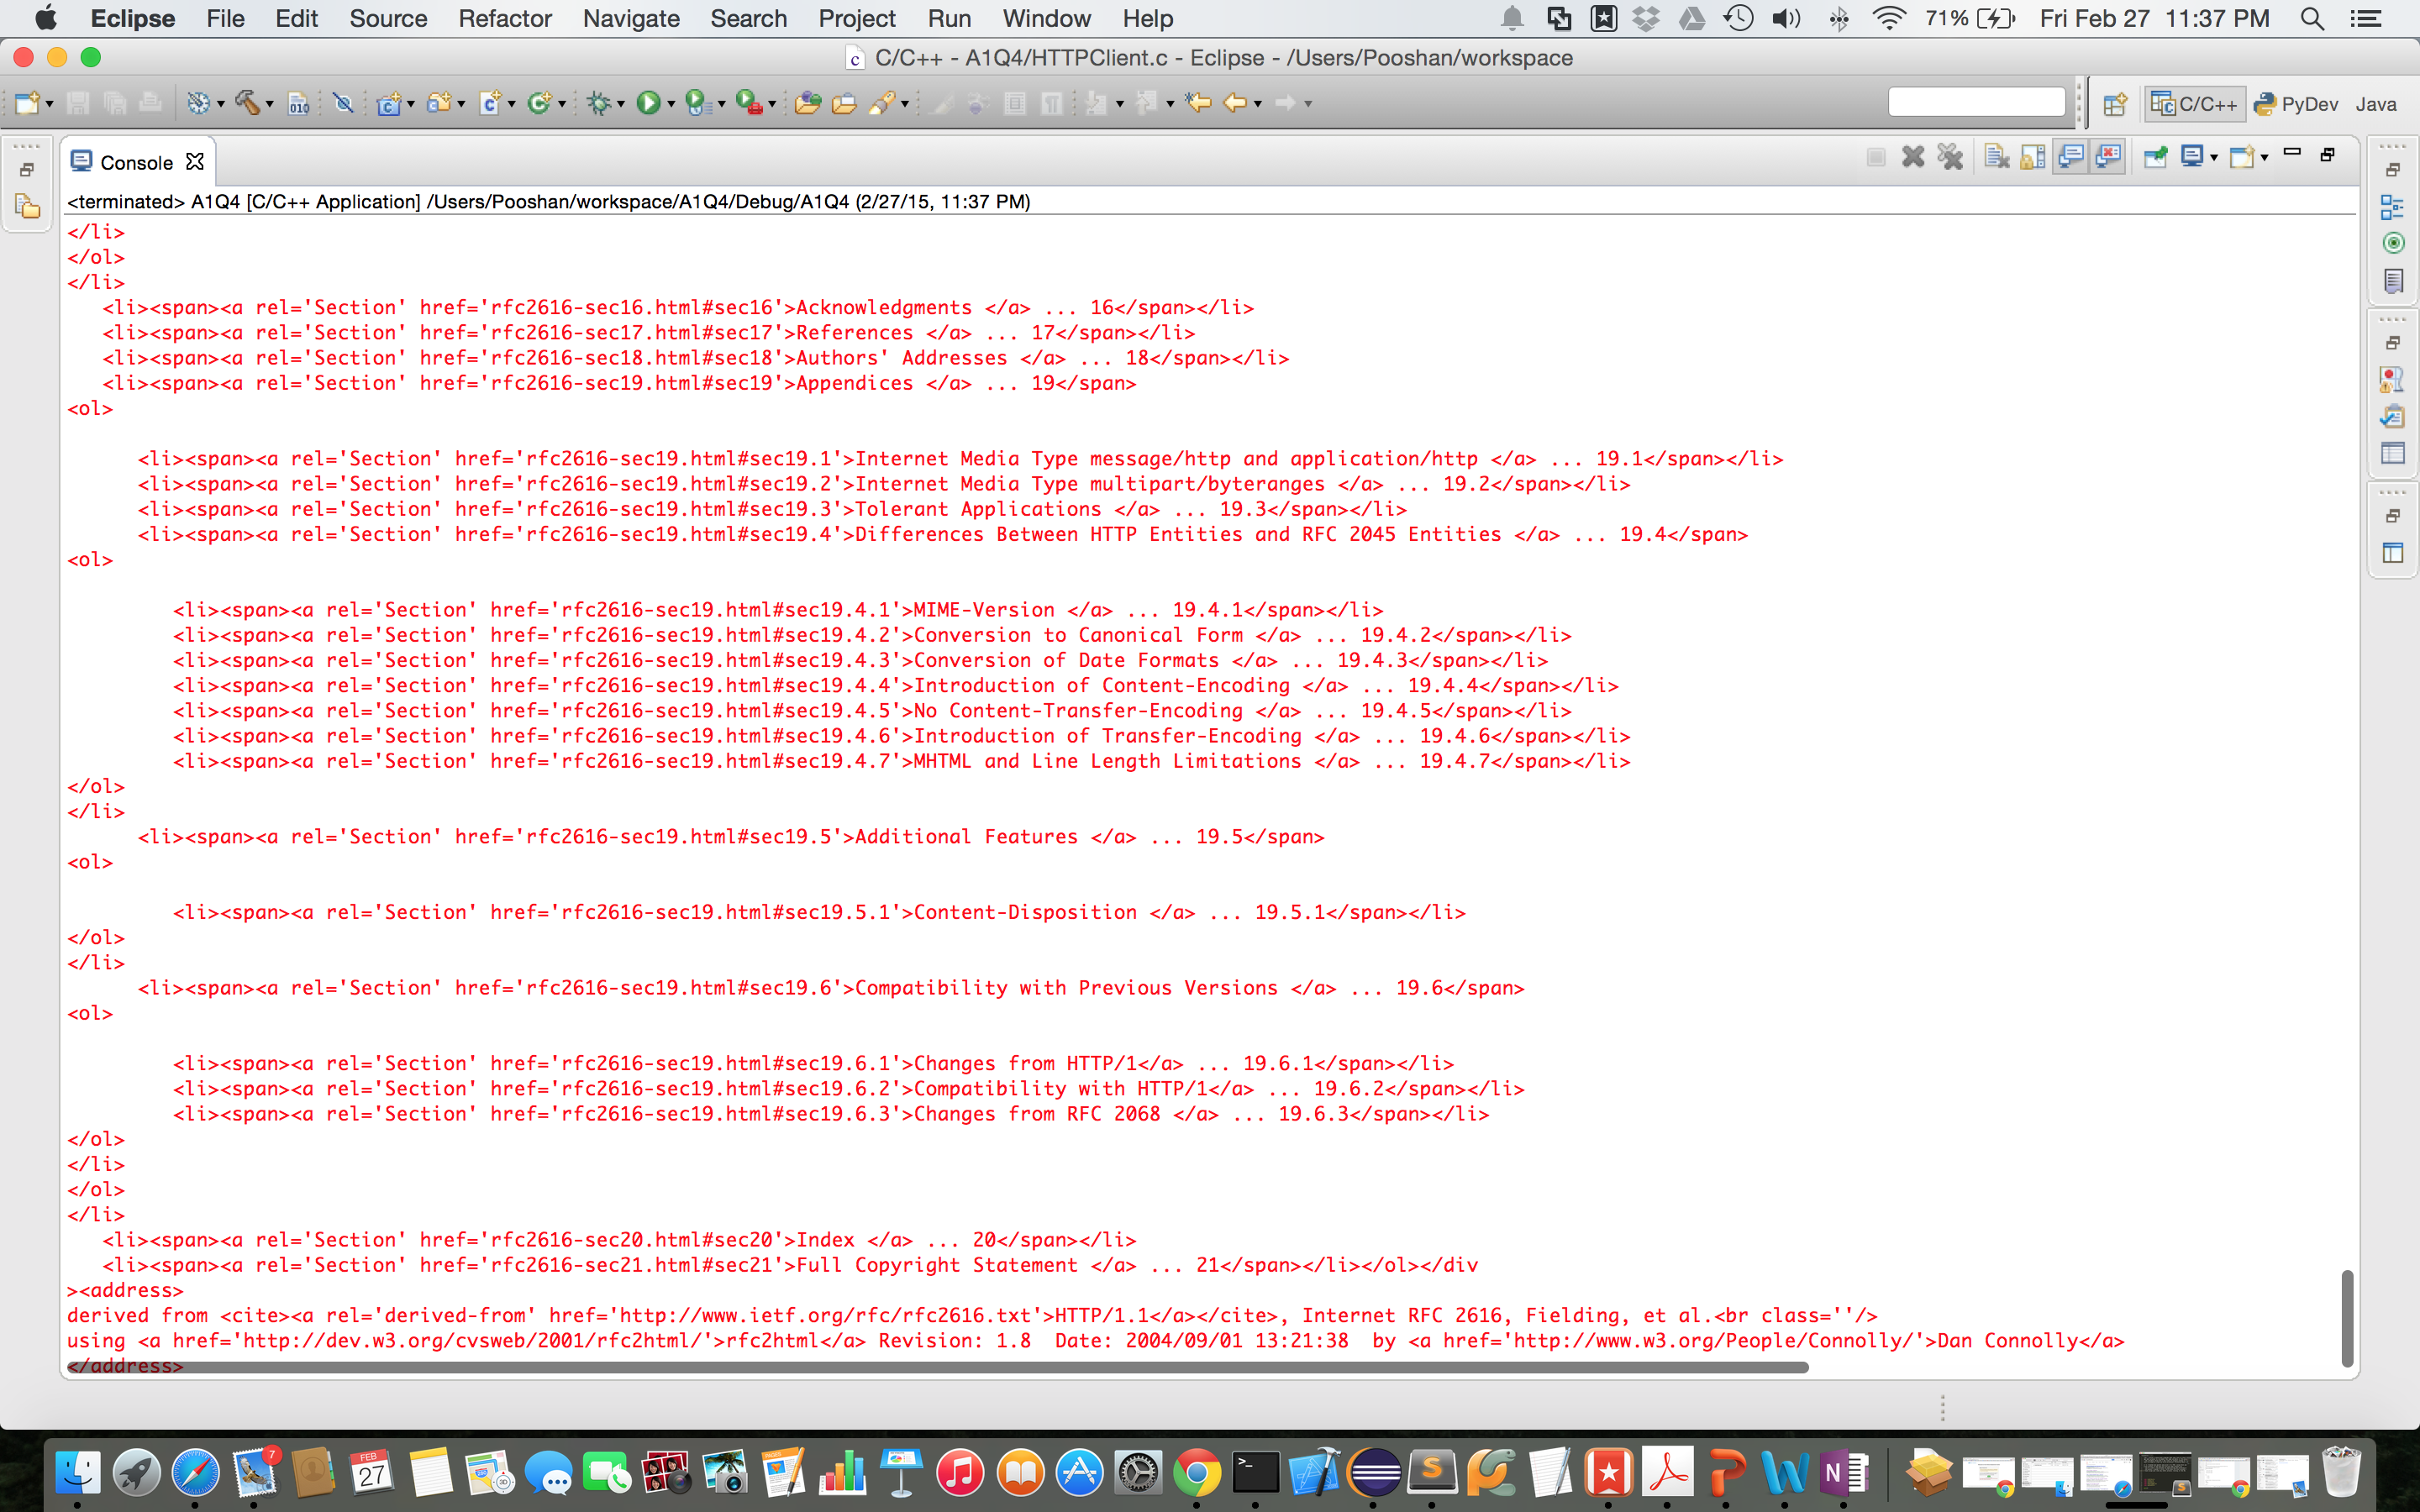 Eclipse File Edit Source Refactor Navigate Search Project Run Window Help 71% Fri Feb 27 11:37 PM
C/C++ - A1Q4/HTTPClient.c - Eclipse - /Users/Pooshan/workspace
C/C++ PyDev Java
Console
<terminated> A1Q4 [C/C++ Application] /Users/Pooshan/workspace/A1Q4/Debug/A1Q4 (2/27/15, 11:37 PM)
</li>
</ol>
</li>
<li><span><a rel='Section' href='rfc2616-sec16.html#sec16'>Acknowledgments </a> ... 16</span></li>
<li><span><a rel='Section' href='rfc2616-sec17.html#sec17'>References </a> ... 17</span></li>
<li><span><a rel='Section' href='rfc2616-sec18.html#sec18'>Authors' Addresses </a> ... 18</span></li>
<li><span><a rel='Section' href='rfc2616-sec19.html#sec19'>Appendices </a> ... 19</span>
<ol>
<li><span><a rel='Section' href='rfc2616-sec19.html#sec19.1'>Internet Media Type message/http and application/http </a> ... 19.1</span></li>
<li><span><a rel='Section' href='rfc2616-sec19.html#sec19.2'>Internet Media Type multipart/byteranges </a> ... 19.2</span></li>
<li><span><a rel='Section' href='rfc2616-sec19.html#sec19.3'>Tolerant Applications </a> ... 19.3</span></li>
<li><span><a rel='Section' href='rfc2616-sec19.html#sec19.4'>Differences Between HTTP Entities and RFC 2045 Entities </a> ... 19.4</span>
<ol>
<li><span><a rel='Section' href='rfc2616-sec19.html#sec19.4.1'>MIME-Version </a> ... 19.4.1</span></li>
<li><span><a rel='Section' href='rfc2616-sec19.html#sec19.4.2'>Conversion to Canonical Form </a> ... 19.4.2</span></li>
<li><span><a rel='Section' href='rfc2616-sec19.html#sec19.4.3'>Conversion of Date Formats </a> ... 19.4.3</span></li>
<li><span><a rel='Section' href='rfc2616-sec19.html#sec19.4.4'>Introduction of Content-Encoding </a> ... 19.4.4</span></li>
<li><span><a rel='Section' href='rfc2616-sec19.html#sec19.4.5'>No Content-Transfer-Encoding </a> ... 19.4.5</span></li>
<li><span><a rel='Section' href='rfc2616-sec19.html#sec19.4.6'>Introduction of Transfer-Encoding </a> ... 19.4.6</span></li>
<li><span><a rel='Section' href='rfc2616-sec19.html#sec19.4.7'>MHTML and Line Length Limitations </a> ... 19.4.7</span></li>
</ol>
</li>
<li><span><a rel='Section' href='rfc2616-sec19.html#sec19.5'>Additional Features </a> ... 19.5</span>
<ol>
<li><span><a rel='Section' href='rfc2616-sec19.html#sec19.5.1'>Content-Disposition </a> ... 19.5.1</span></li>
</ol>
</li>
<li><span><a rel='Section' href='rfc2616-sec19.html#sec19.6'>Compatibility with Previous Versions </a> ... 19.6</span>
<ol>
<li><span><a rel='Section' href='rfc2616-sec19.html#sec19.6.1'>Changes from HTTP/1</a> ... 19.6.1</span></li>
<li><span><a rel='Section' href='rfc2616-sec19.html#sec19.6.2'>Compatibility with HTTP/1</a> ... 19.6.2</span></li>
<li><span><a rel='Section' href='rfc2616-sec19.html#sec19.6.3'>Changes from RFC 2068 </a> ... 19.6.3</span></li>
</ol>
</li>
</ol>
</li>
<li><span><a rel='Section' href='rfc2616-sec20.html#sec20'>Index </a> ... 20</span></li>
<li><span><a rel='Section' href='rfc2616-sec21.html#sec21'>Full Copyright Statement </a> ... 21</span></li></ol></div
><address>
derived from <cite><a rel='derived-from' href='http://www.ietf.org/rfc/rfc2616.txt'>HTTP/1.1</a></cite>, Internet RFC 2616, Fielding, et al.<br class=''/>
using <a href='http://dev.w3.org/cvsweb/2001/rfc2html/'>rfc2html</a> Revision: 1.8  Date: 2004/09/01 13:21:38  by <a href='http://www.w3.org/People/Connolly/'>Dan Connolly</a>
</address>
7
FEB
27